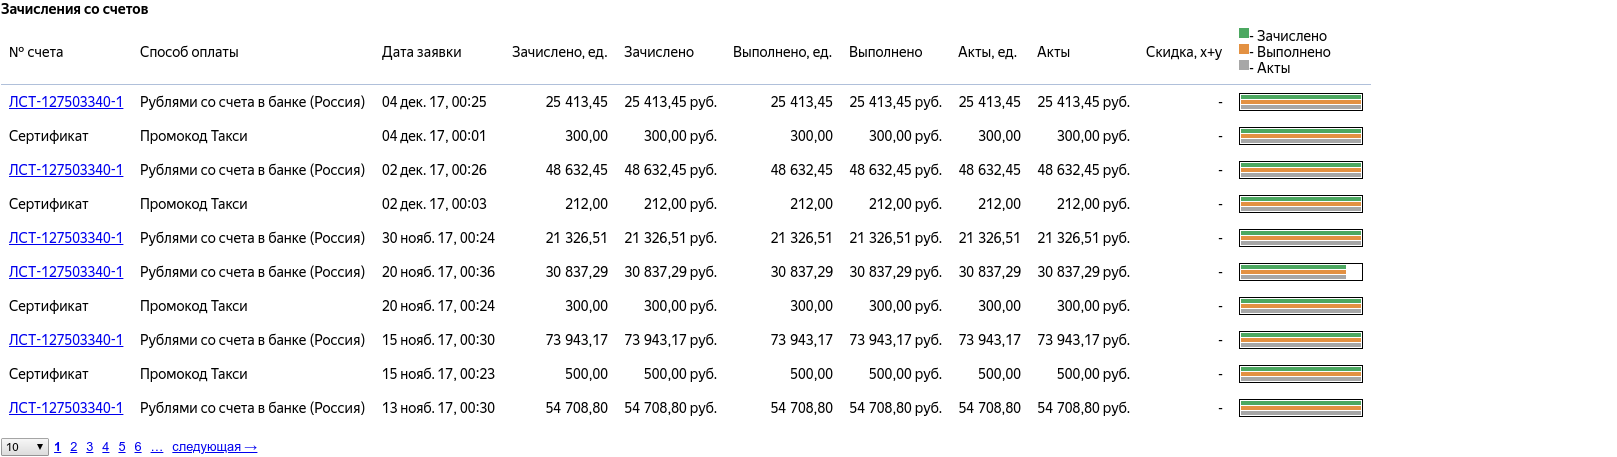 Зачисления со счетов
№ счета Способ оплаты Дата заявки Зачислено, ед. Зачислено Выполнено, ед. Выполнено Акты, ед. Акты Скидка, х+у - Зачислено
- Выполнено
- Акты
ЛСТ-127503340-1 Рублями со счета в банке (Россия) 04 дек. 17, 00:25 25 413,45 25 413,45 руб. 25 413,45 25 413,45 руб. 25 413,45 25 413,45 руб. -
Сертификат Промокод Такси 04 дек. 17, 00:01 300,00 300,00 руб. 300,00 300,00 руб. 300,00 300,00 руб. -
ЛСТ-127503340-1 Рублями со счета в банке (Россия) 02 дек. 17, 00:26 48 632,45 48 632,45 руб. 48 632,45 48 632,45 руб. 48 632,45 48 632,45 руб. -
Сертификат Промокод Такси 02 дек. 17, 00:03 212,00 212,00 руб. 212,00 212,00 руб. 212,00 212,00 руб. -
ЛСТ-127503340-1 Рублями со счета в банке (Россия) 30 нояб. 17, 00:24 21 326,51 21 326,51 руб. 21 326,51 21 326,51 руб. 21 326,51 21 326,51 руб. -
ЛСТ-127503340-1 Рублями со счета в банке (Россия) 20 нояб. 17, 00:36 30 837,29 30 837,29 руб. 30 837,29 30 837,29 руб. 30 837,29 30 837,29 руб. -
Сертификат Промокод Такси 20 нояб. 17, 00:24 300,00 300,00 руб. 300,00 300,00 руб. 300,00 300,00 руб. -
ЛСТ-127503340-1 Рублями со счета в банке (Россия) 15 нояб. 17, 00:30 73 943,17 73 943,17 руб. 73 943,17 73 943,17 руб. 73 943,17 73 943,17 руб. -
Сертификат Промокод Такси 15 нояб. 17, 00:23 500,00 500,00 руб. 500,00 500,00 руб. 500,00 500,00 руб. -
ЛСТ-127503340-1 Рублями со счета в банке (Россия) 13 нояб. 17, 00:30 54 708,80 54 708,80 руб. 54 708,80 54 708,80 руб. 54 708,80 54 708,80 руб. -
10 ▼ 1 2 3 4 5 6 … следующая →